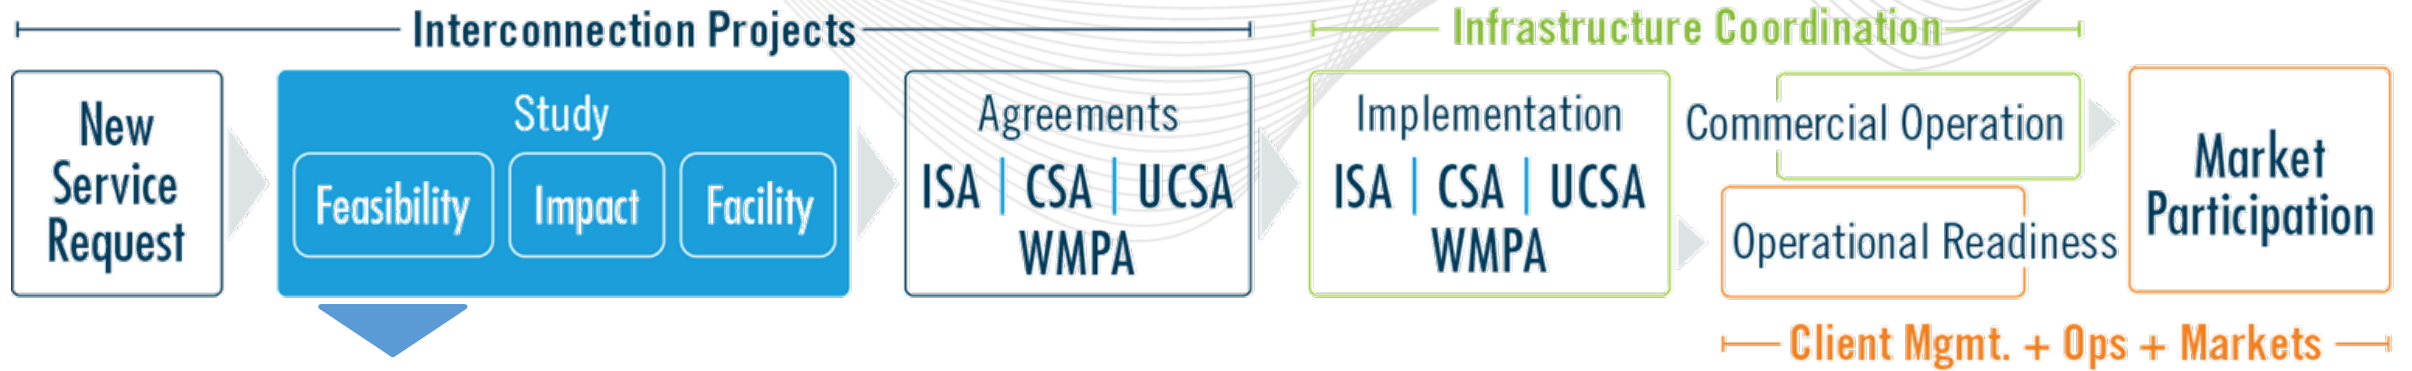 Interconnection Projects
Infrastructure Coordination
New
Service
Request
Study
Feasibility
Impact
Facility
Agreements
ISA | CSA | UCSA
WMPA
Implementation
ISA | CSA | UCSA
WMPA
Commercial Operation
Operational Readiness
Market
Participation
Client Mgmt. + Ops + Markets